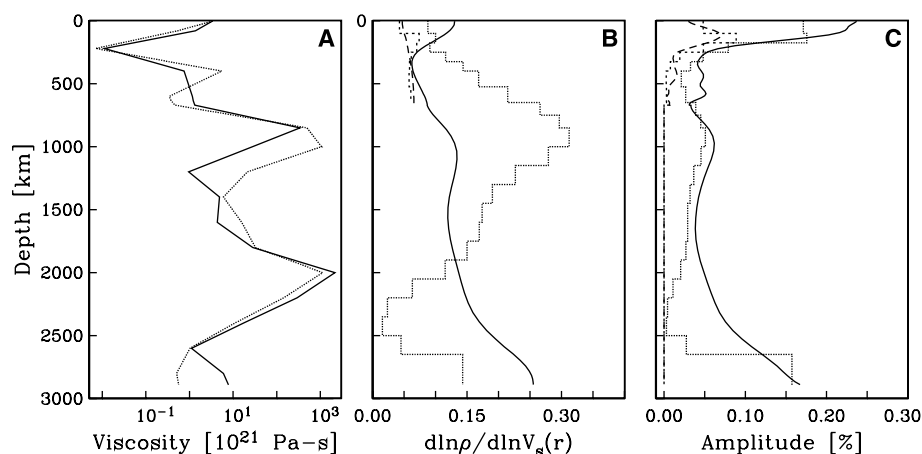 A
B
C
0
500
1000
1500
2000
2500
3000
Depth [km]
10⁻¹ 10¹ 10³
Viscosity [10²¹ Pa-s]
0
0.00 0.15 0.30
dlnρ/dlnVₛ(r)
0
0.00 0.10 0.20 0.30
Amplitude [%]